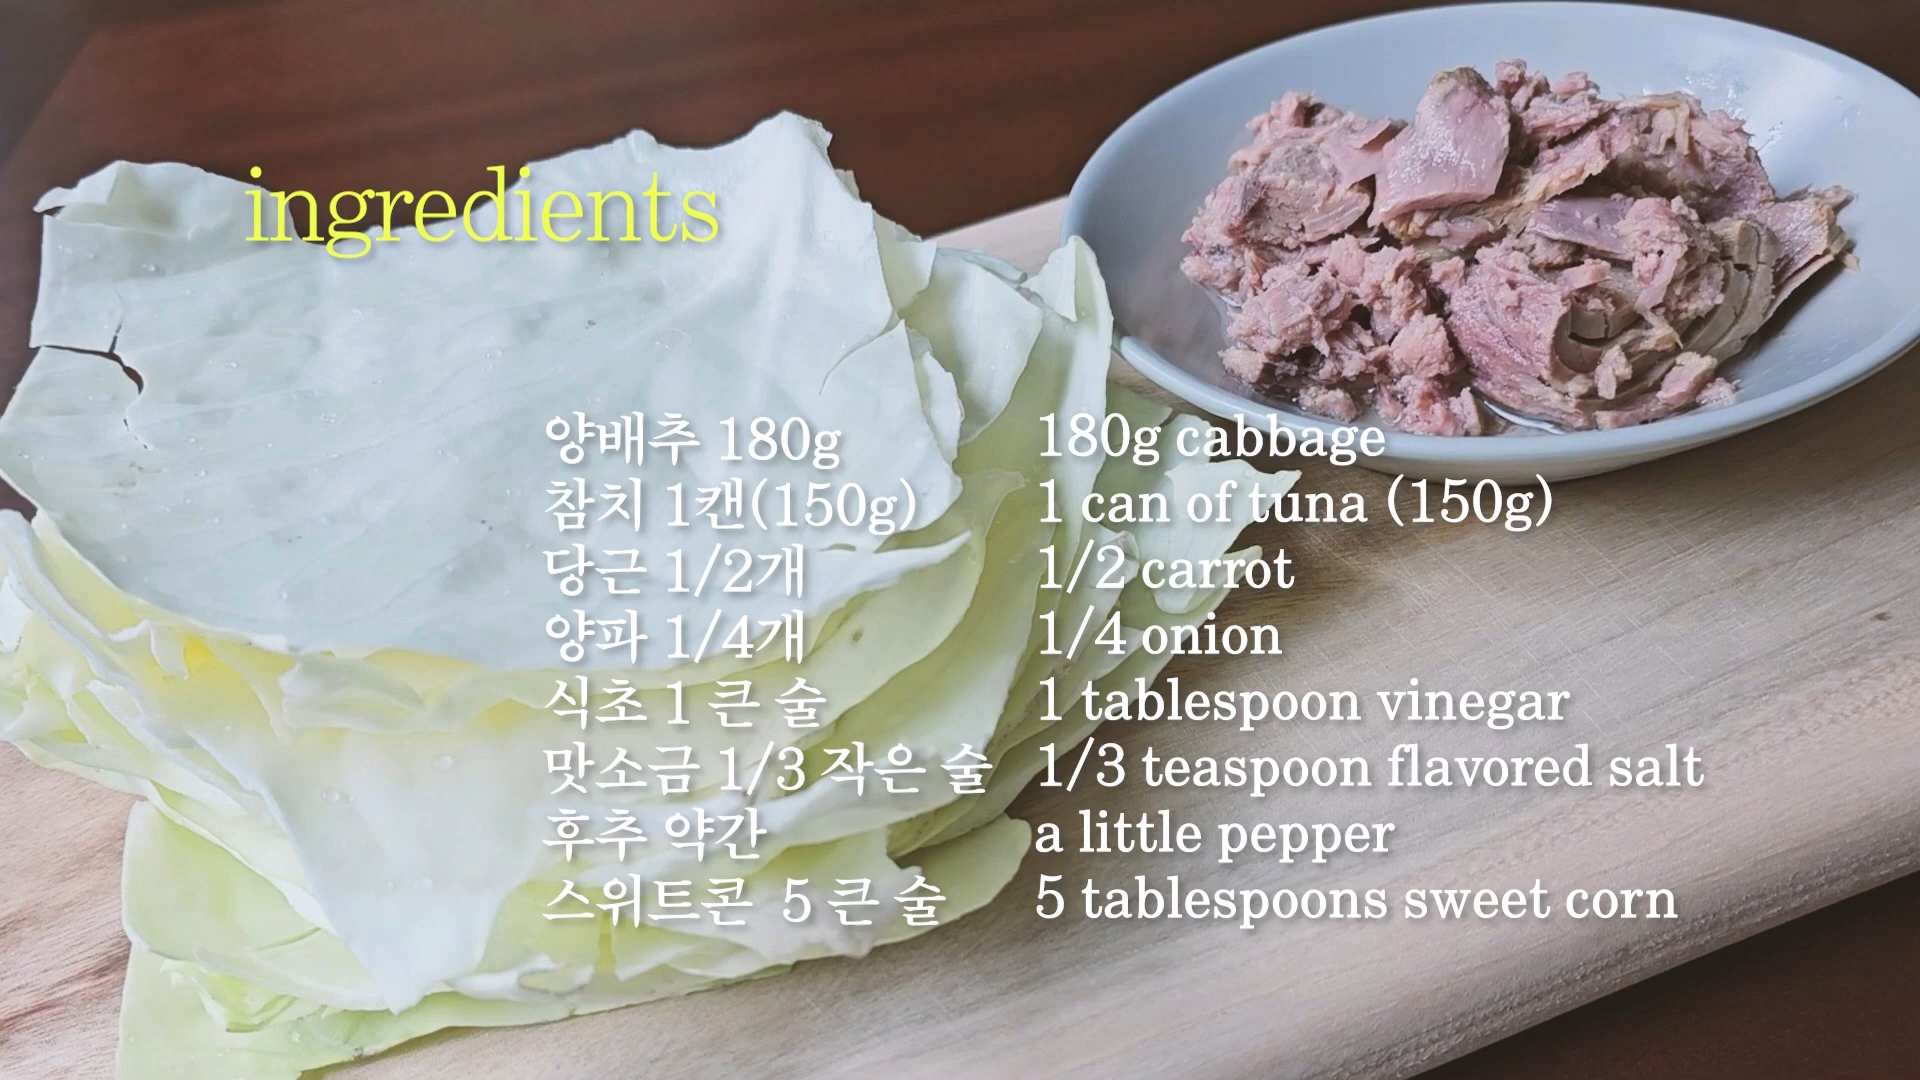 ingredients
양배추 180g
참치 1캔(150g)
당근 1/2개
양파 1/4개
식초 1 큰 술
맛소금 1/3 작은 술
후추 약간
스위트콘 5 큰 술
180g cabbage
1 can of tuna (150g)
1/2 carrot
1/4 onion
1 tablespoon vinegar
1/3 teaspoon flavored salt
a little pepper
5 tablespoons sweet corn